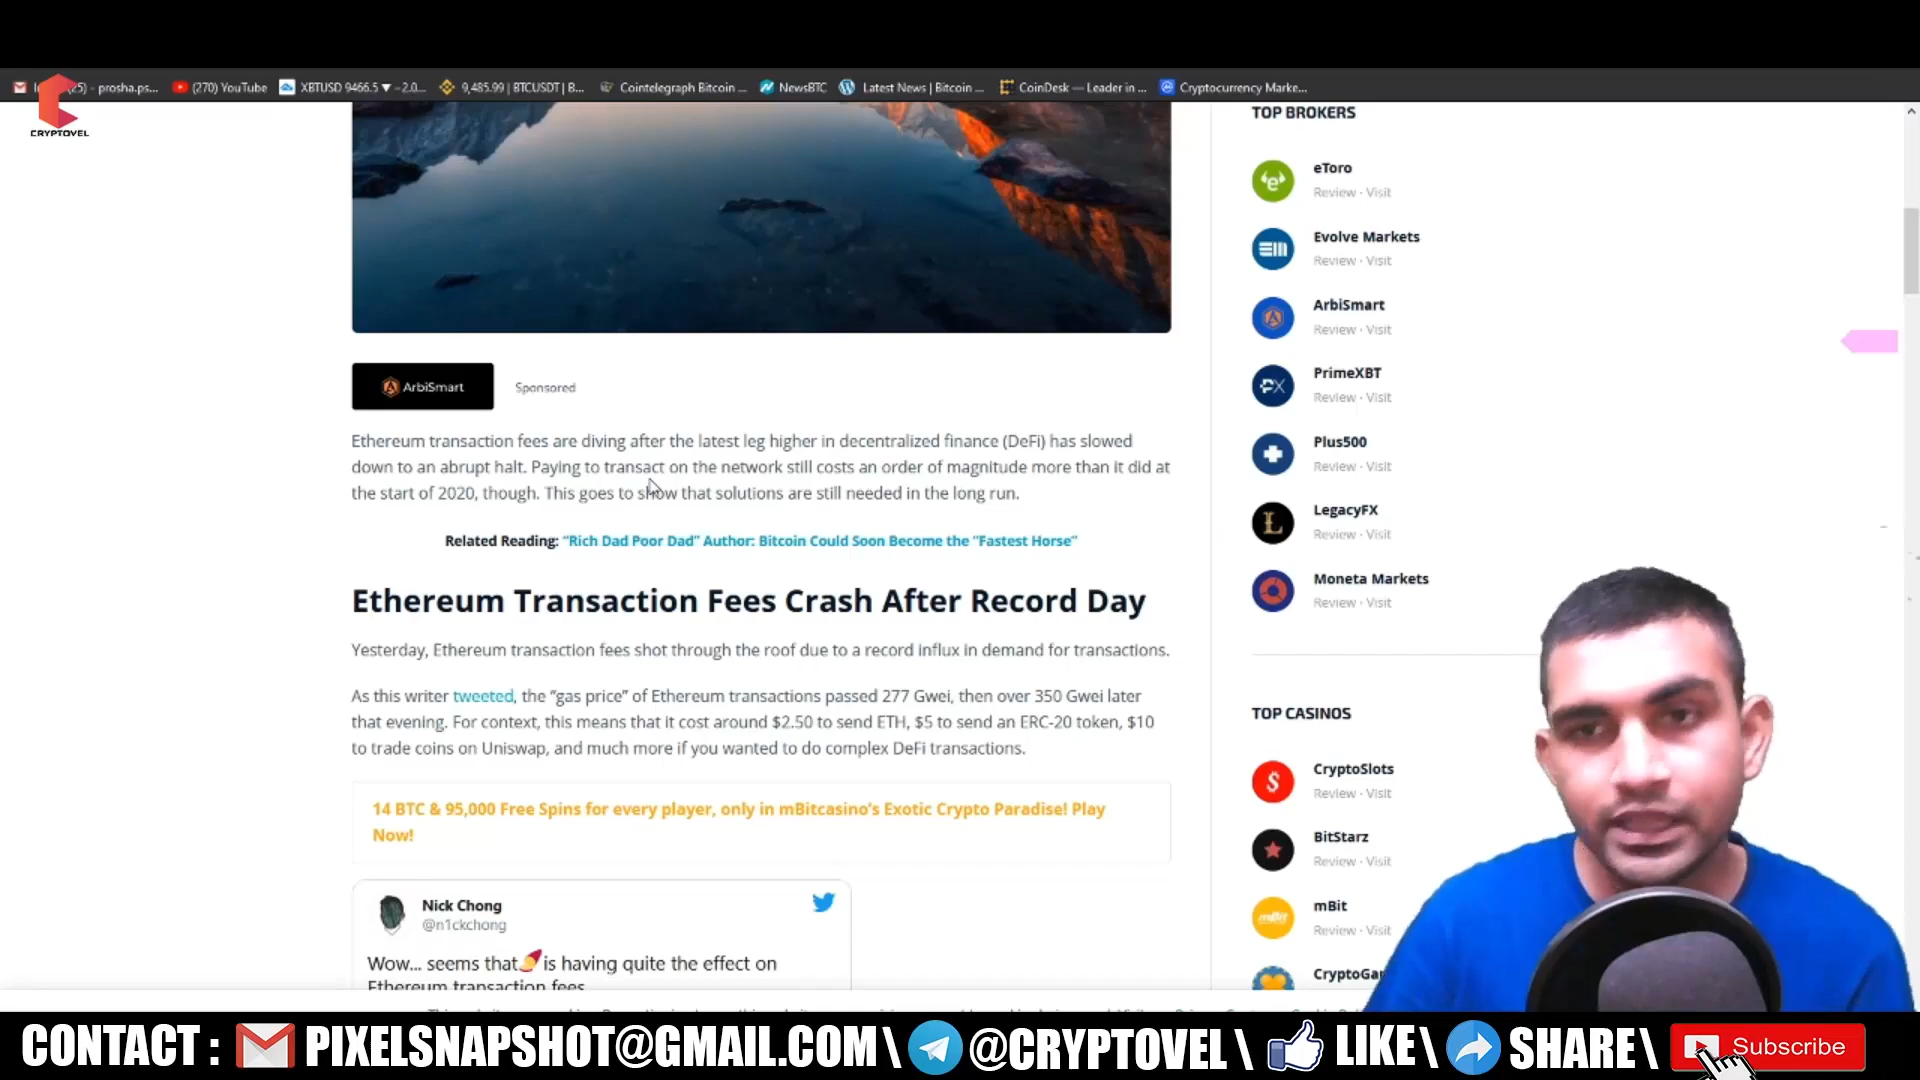 (25) - prosha.ps... (270) YouTube XBTUSD 9466.5 ▼ -2.0... 9,485.99 | BTCUSDT | B... Cointelegraph Bitcoin ... NewsBTC Latest News | Bitcoin ... CoinDesk — Leader in ... Cryptocurrency Marke...
CRYPTOVEL
ArbiSmart Sponsored
Ethereum transaction fees are diving after the latest leg higher in decentralized finance (DeFi) has slowed
down to an abrupt halt. Paying to transact on the network still costs an order of magnitude more than it did at
the start of 2020, though. This goes to show that solutions are still needed in the long run.
Related Reading: “Rich Dad Poor Dad” Author: Bitcoin Could Soon Become the “Fastest Horse”
Ethereum Transaction Fees Crash After Record Day
Yesterday, Ethereum transaction fees shot through the roof due to a record influx in demand for transactions.
As this writer tweeted, the “gas price” of Ethereum transactions passed 277 Gwei, then over 350 Gwei later
that evening. For context, this means that it cost around $2.50 to send ETH, $5 to send an ERC-20 token, $10
to trade coins on Uniswap, and much more if you wanted to do complex DeFi transactions.
14 BTC & 95,000 Free Spins for every player, only in mBitcasino’s Exotic Crypto Paradise! Play
Now!
Nick Chong
@n1ckchong
Wow... seems that is having quite the effect on
Ethereum transaction fees
TOP BROKERS
eToro
Review · Visit
Evolve Markets
Review · Visit
ArbiSmart
Review · Visit
PrimeXBT
Review · Visit
Plus500
Review · Visit
LegacyFX
Review · Visit
Moneta Markets
Review · Visit
TOP CASINOS
CryptoSlots
Review · Visit
BitStarz
Review · Visit
mBit
Review · Visit
CryptoGa
CONTACT : PIXELSNAPSHOT@GMAIL.COM \ @CRYPTOVEL \ LIKE \ SHARE \ Subscribe